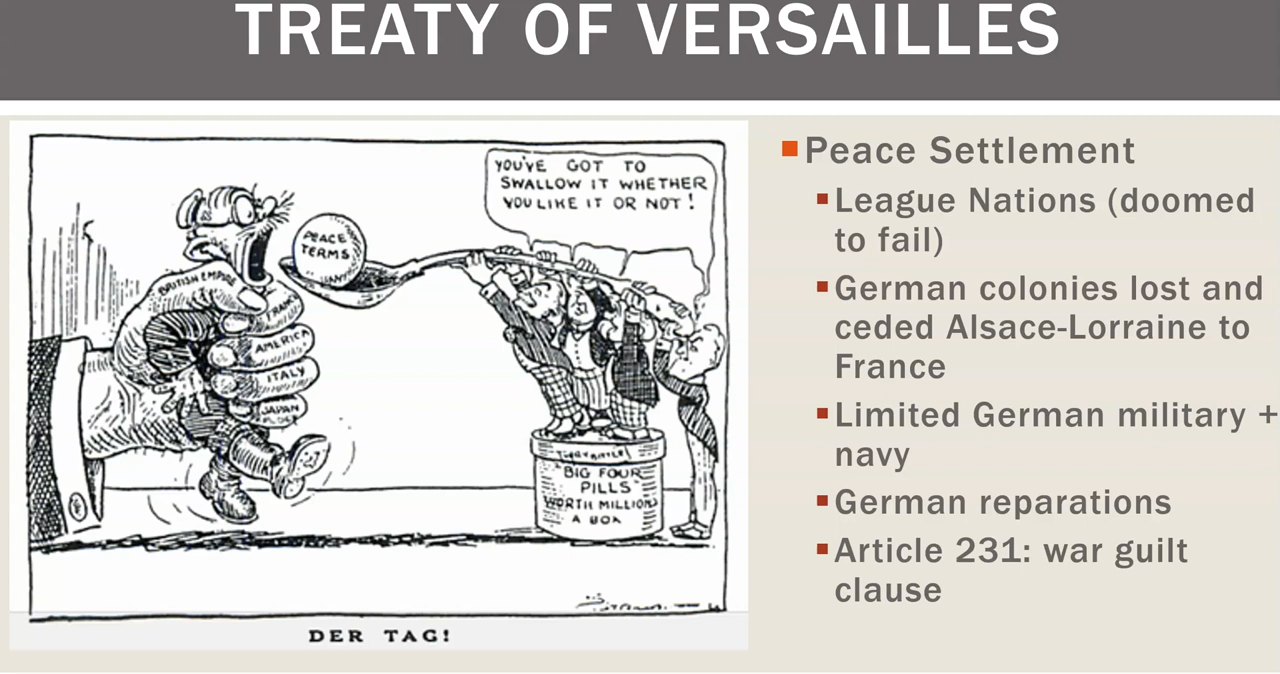 TREATY OF VERSAILLES
YOU'VE GOT TO
SWALLOW IT WHETHER
YOU LIKE IT OR NOT!
PEACE
TERMS
BRITISH EMPIRE
FRANCE
AMERICA
ITALY
JAPAN
"BIG FOUR"
PILLS
WORTH MILLIONS
A BOX
DER TAG!
Peace Settlement
League Nations (doomed
to fail)
German colonies lost and
ceded Alsace-Lorraine to
France
Limited German military +
navy
German reparations
Article 231: war guilt
clause